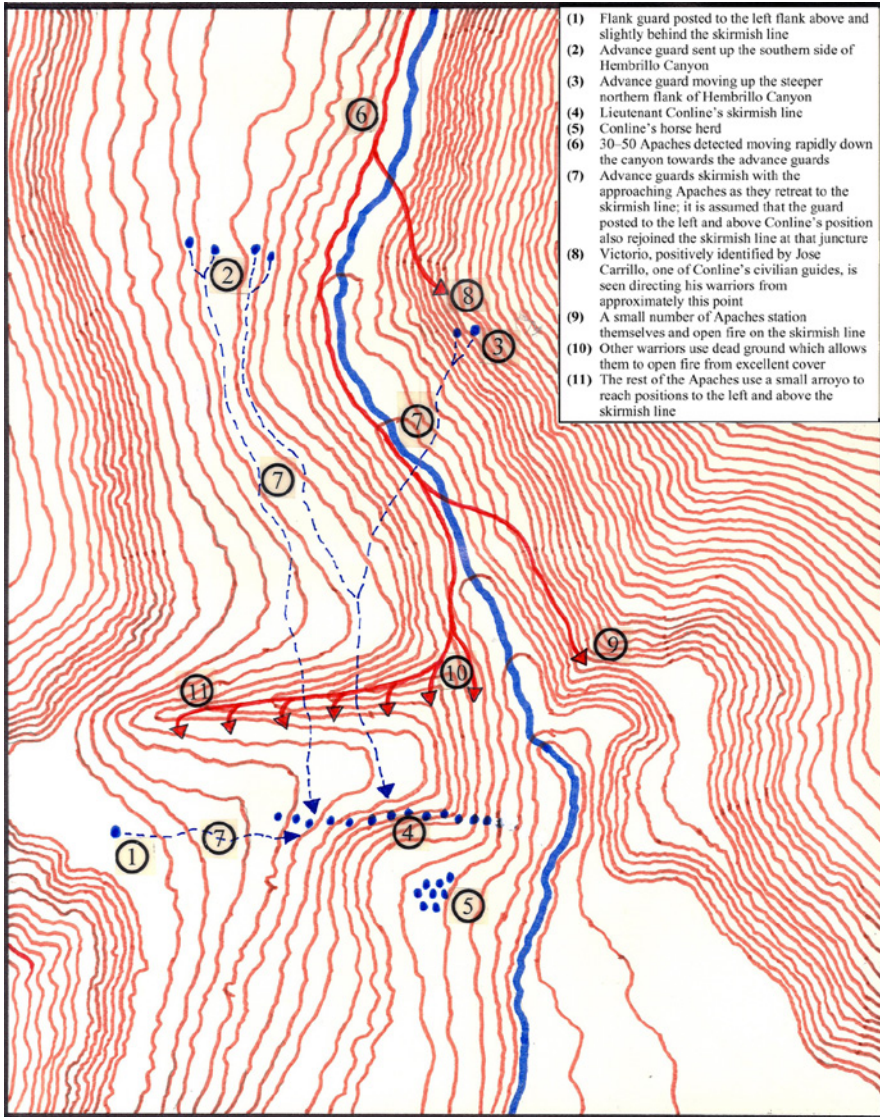 (1) Flank guard posted to the left flank above and
slightly behind the skirmish line
(2) Advance guard sent up the southern side of
Hembrillo Canyon
(3) Advance guard moving up the steeper
northern flank of Hembrillo Canyon
(4) Lieutenant Conline’s skirmish line
(5) Conline’s horse herd
(6) 30–50 Apaches detected moving rapidly down
the canyon towards the advance guards
(7) Advance guards skirmish with the
approaching Apaches as they retreat to the
skirmish line; it is assumed that the guard
posted to the left and above Conline’s position
also rejoined the skirmish line at that juncture
(8) Victorio, positively identified by Jose
Carrillo, one of Conline’s civilian guides, is
seen directing his warriors from
approximately this point
(9) A small number of Apaches station
themselves and open fire on the skirmish line
(10) Other warriors use dead ground which allows
them to open fire from excellent cover
(11) The rest of the Apaches use a small arroyo to
reach positions to the left and above the
skirmish line
6
2
8
3
7
7
9
10
11
4
7
1
5